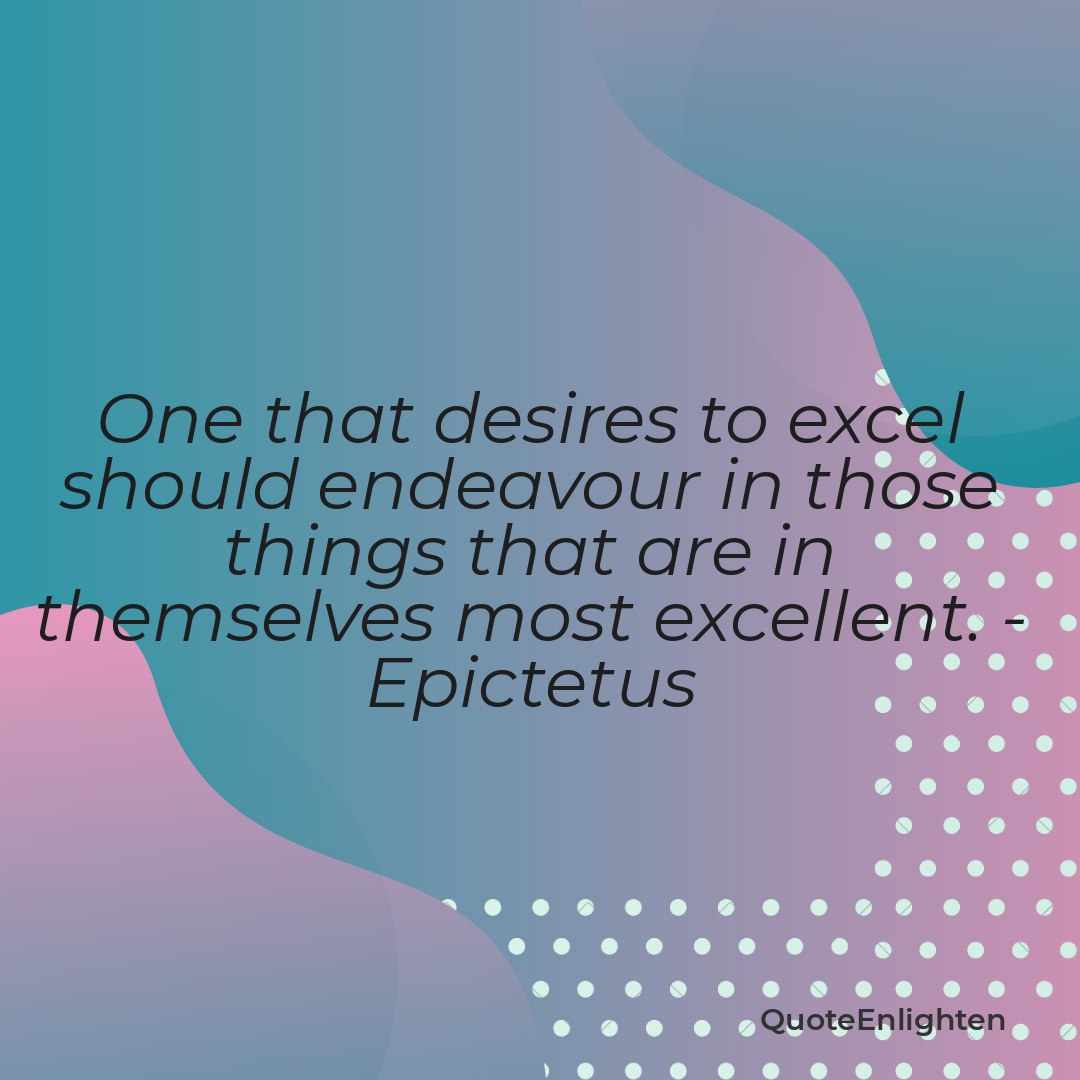 One that desires to excel
should endeavour in those
things that are in
themselves most excellent. -
Epictetus
QuoteEnlighten